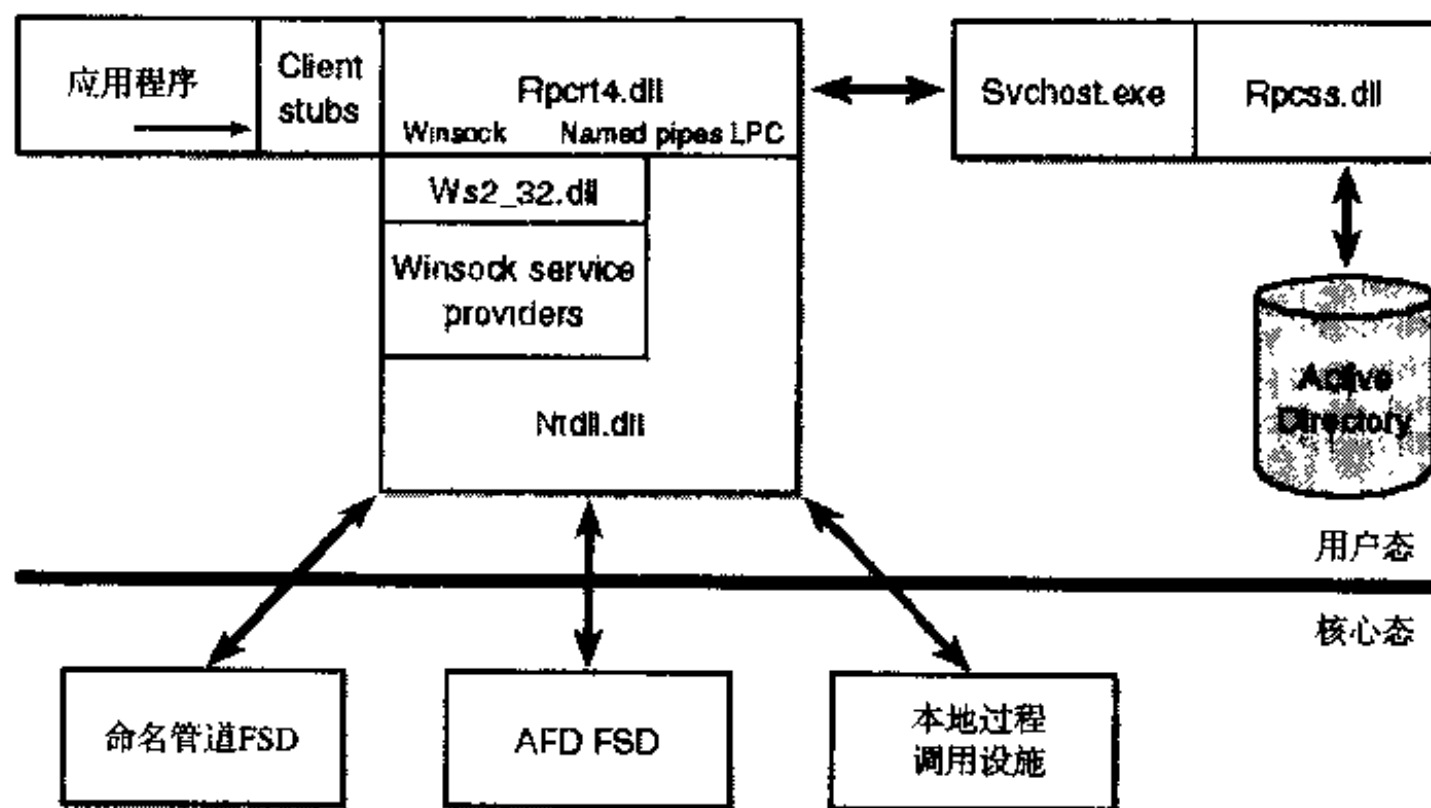 应用程序
Client
stubs
Rpcrt4.dll
Winsock Named pipes LPC
Svchost.exe
Rpcss.dll
Ws2_32.dll
Winsock service
providers
Ntdll.dll
Active
Directory
用户态
核心态
命名管道FSD
AFD FSD
本地过程
调用设施